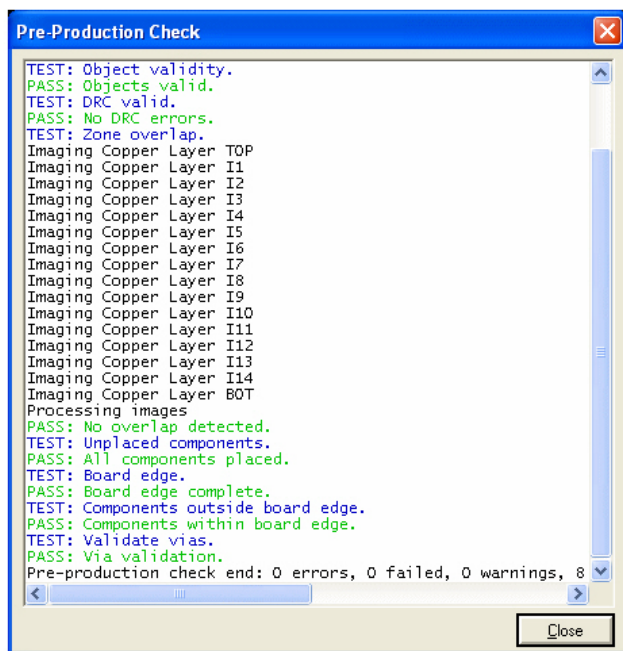 Pre-Production Check
TEST: Object validity.
PASS: Objects valid.
TEST: DRC valid.
PASS: No DRC errors.
TEST: Zone overlap.
Imaging Copper Layer TOP
Imaging Copper Layer I1
Imaging Copper Layer I2
Imaging Copper Layer I3
Imaging Copper Layer I4
Imaging Copper Layer I5
Imaging Copper Layer I6
Imaging Copper Layer I7
Imaging Copper Layer I8
Imaging Copper Layer I9
Imaging Copper Layer I10
Imaging Copper Layer I11
Imaging Copper Layer I12
Imaging Copper Layer I13
Imaging Copper Layer I14
Imaging Copper Layer BOT
Processing images
PASS: No overlap detected.
TEST: Unplaced components.
PASS: All components placed.
TEST: Board edge.
PASS: Board edge complete.
TEST: Components outside board edge.
PASS: Components within board edge.
TEST: Validate vias.
PASS: Via validation.
Pre-production check end: 0 errors, 0 failed, 0 warnings, 8
Close